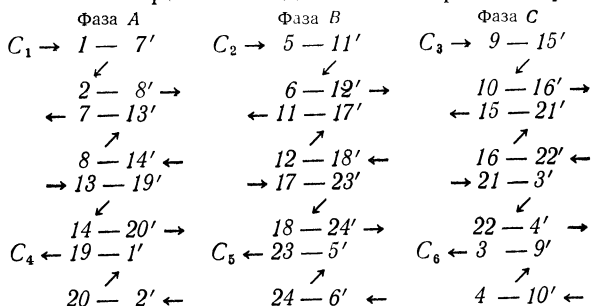 Фаза А Фаза В Фаза С
C₁ → 1 — 7′ C₂ → 5 — 11′ C₃ → 9 — 15′
↙ ↙ ↙
2 — 8′ → 6 — 12′ → 10 — 16′ →
← 7 — 13′ ← 11 — 17′ ← 15 — 21′
↗ ↗ ↗
8 — 14′ ← 12 — 18′ ← 16 — 22′ ←
→ 13 — 19′ → 17 — 23′ → 21 — 3′
↙ ↙ ↙
14 — 20′ → 18 — 24′ → 22 — 4′ →
C₄ ← 19 — 1′ C₅ ← 23 — 5′ C₆ ← 3 — 9′
↗ ↗ ↗
20 — 2′ ← 24 — 6′ ← 4 — 10′ ←